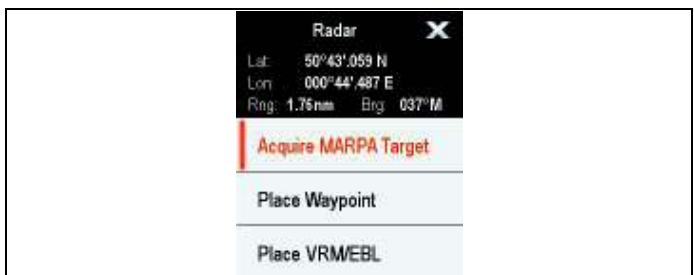 Radar X
Lat: 50°43'.059 N
Lon: 000°44'.487 E
Rng: 1.76nm Brg: 037°M
Acquire MARPA Target
Place Waypoint
Place VRM/EBL